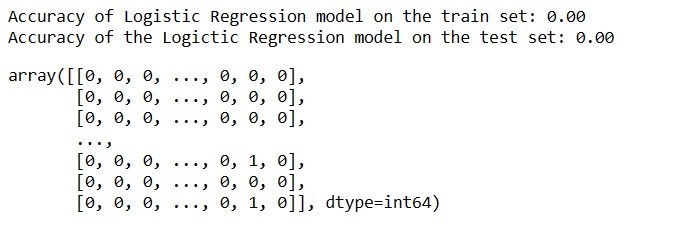 Accuracy of Logistic Regression model on the train set: 0.00
Accuracy of the Logictic Regression model on the test set: 0.00
array([[0, 0, 0, ..., 0, 0, 0],
[0, 0, 0, ..., 0, 0, 0],
[0, 0, 0, ..., 0, 0, 0],
...,
[0, 0, 0, ..., 0, 1, 0],
[0, 0, 0, ..., 0, 0, 0],
[0, 0, 0, ..., 0, 1, 0]], dtype=int64)